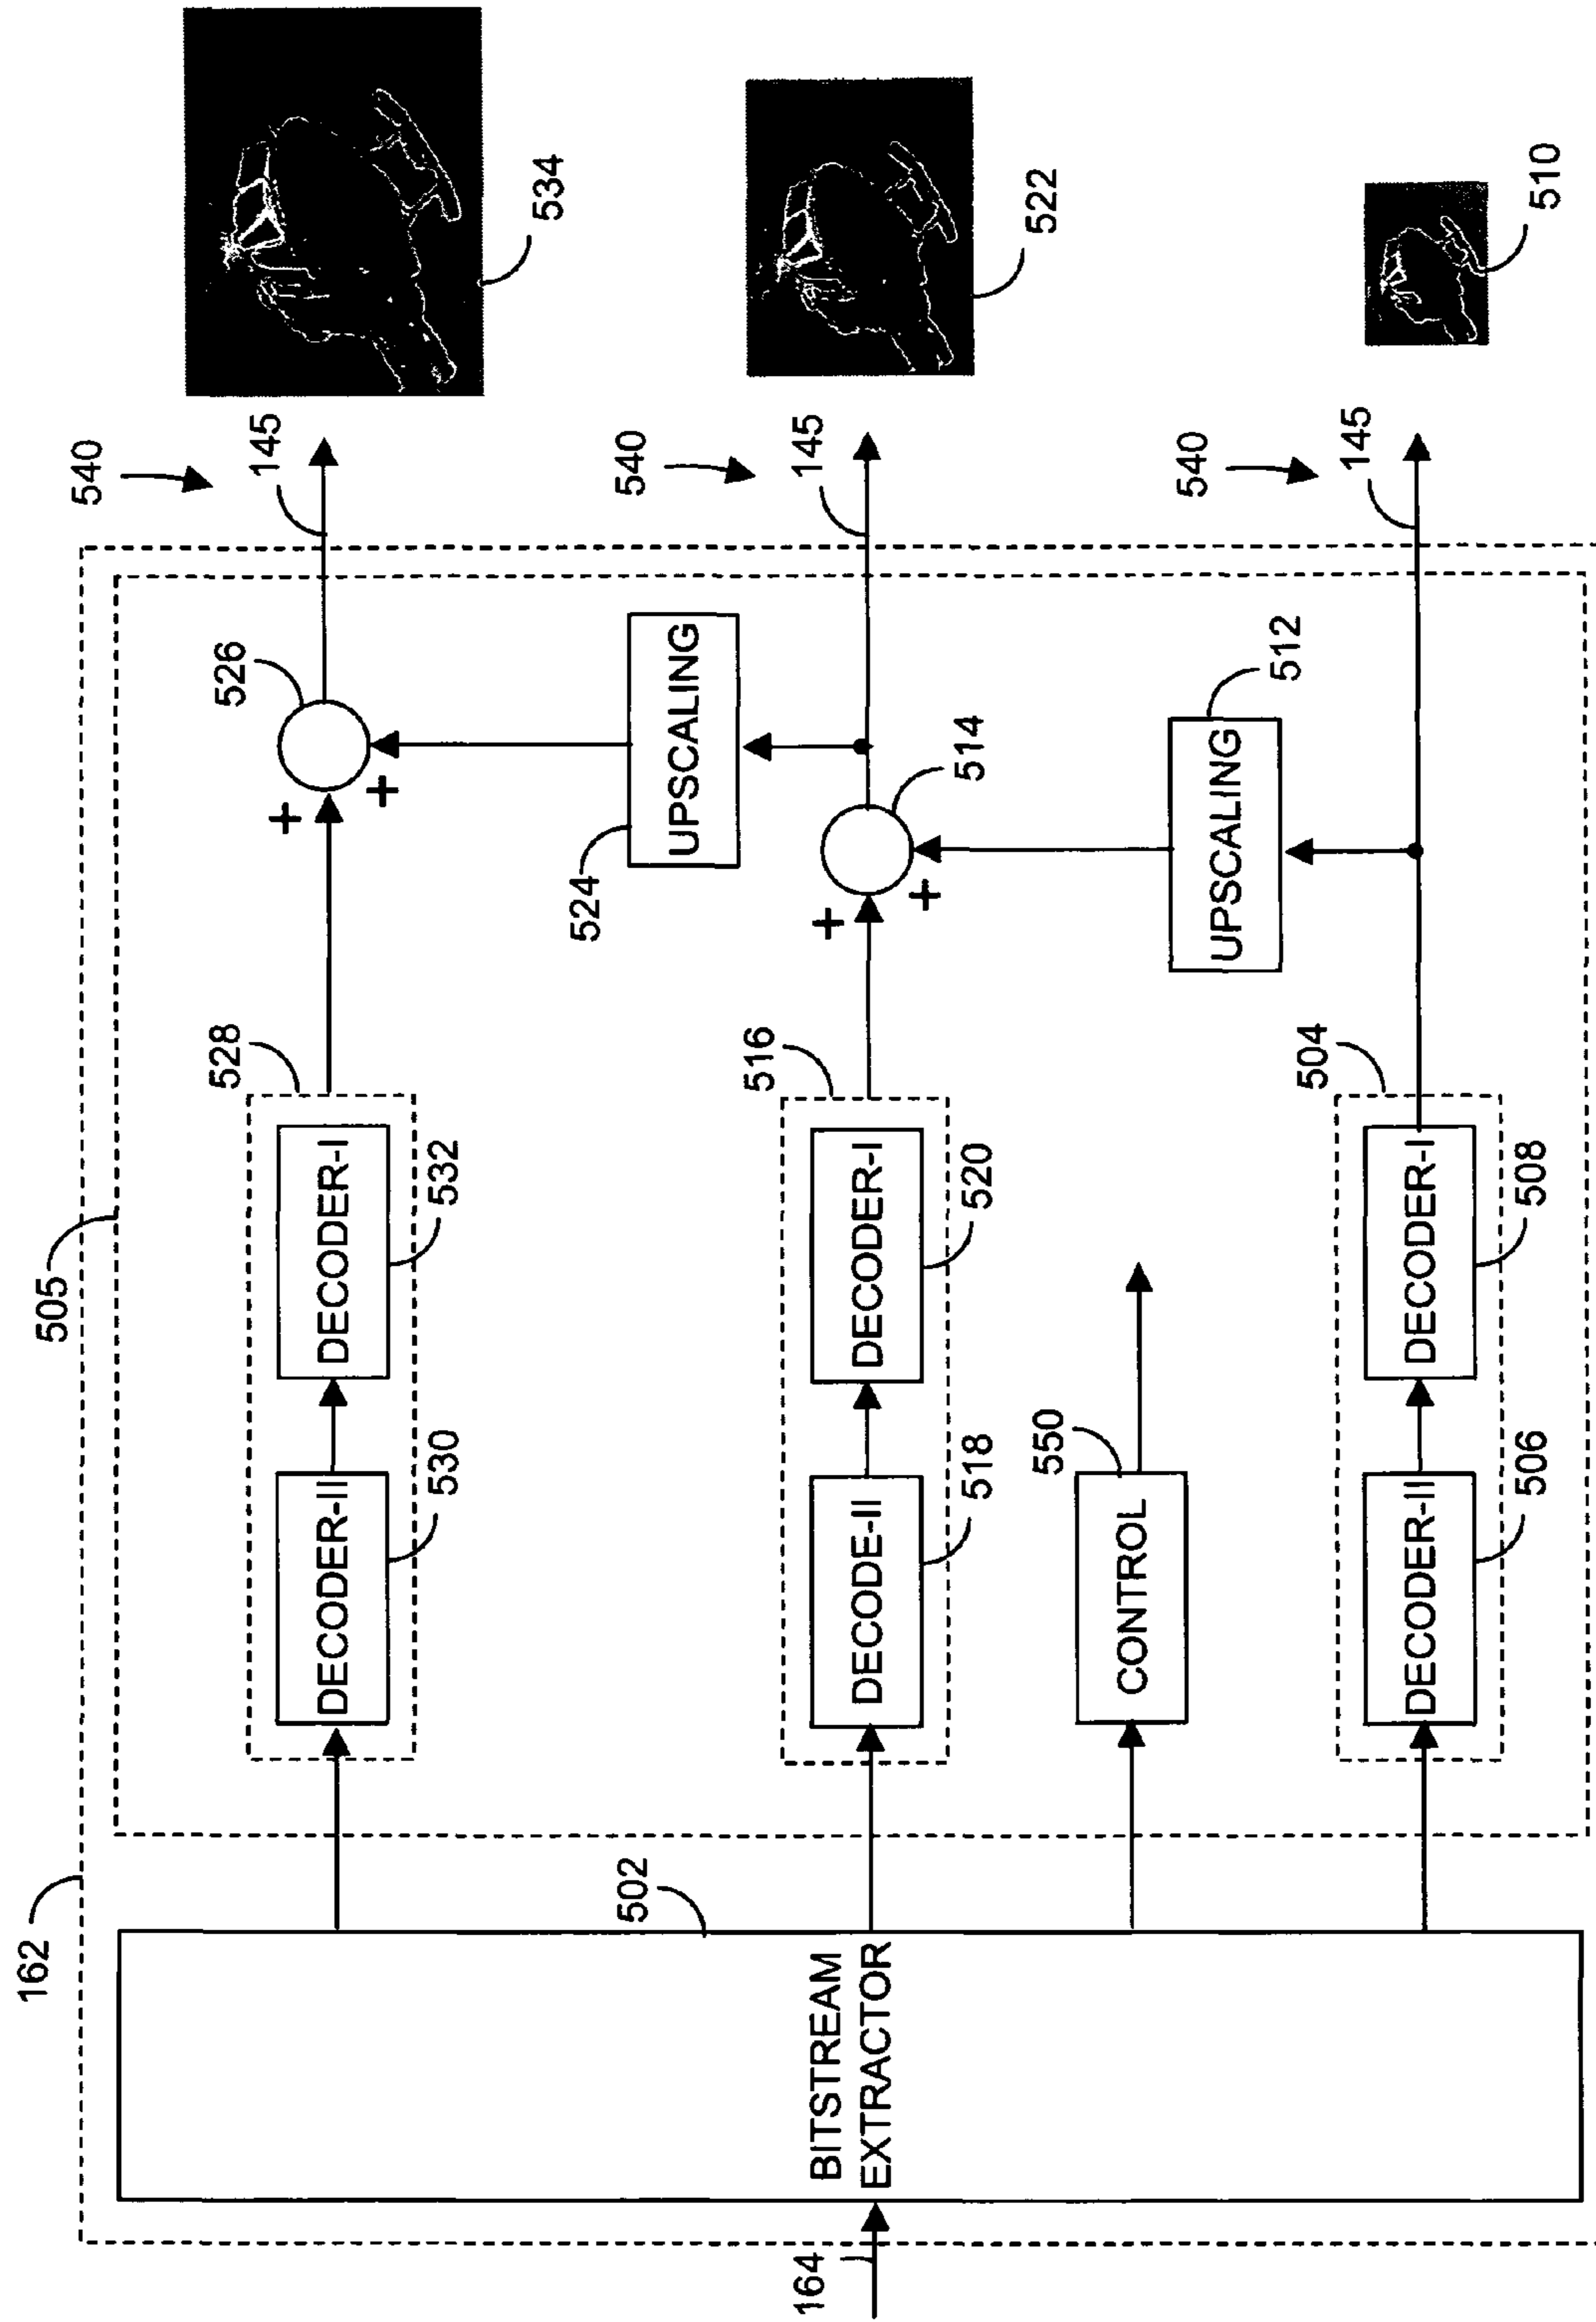 162
505
164
BITSTREAM
EXTRACTOR
502
528
DECODER-II
530
DECODER-I
532
+
+
526
540
145
534
524
UPSCALING
516
DECODE-II
518
DECODER-I
520
+
+
514
540
145
522
CONTROL
550
UPSCALING
512
504
DECODER-II
506
DECODER-I
508
540
145
510